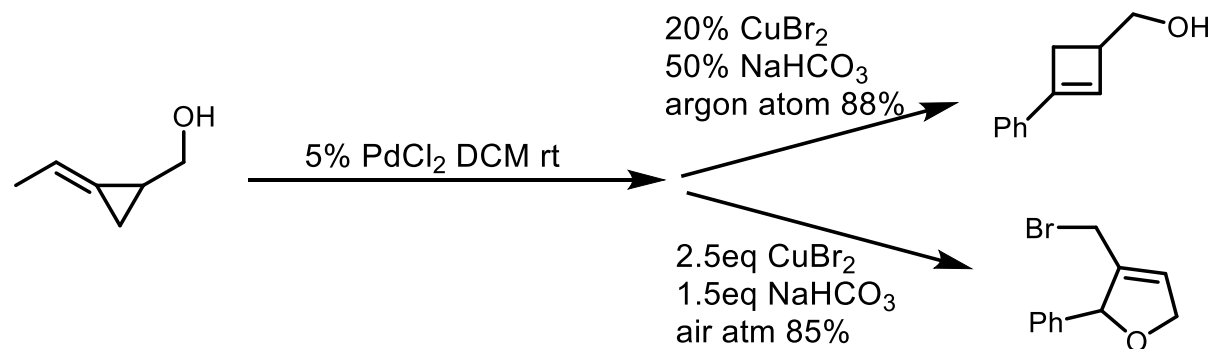 OH
5% PdCl₂ DCM rt
20% CuBr₂
50% NaHCO₃
argon atom 88%
OH
Ph
2.5eq CuBr₂
1.5eq NaHCO₃
air atm 85%
Br
Ph
O